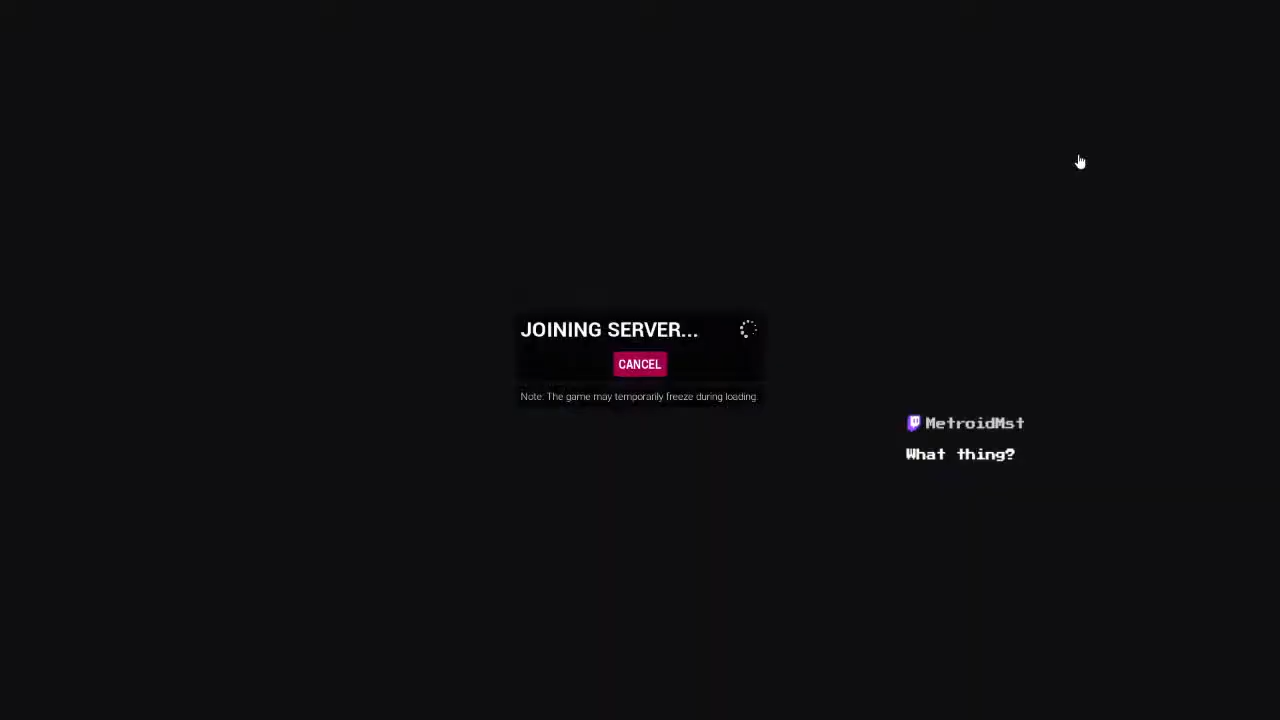 JOINING SERVER...
CANCEL
Note: The game may temporarily freeze during loading.
MetroidMst
What thing?